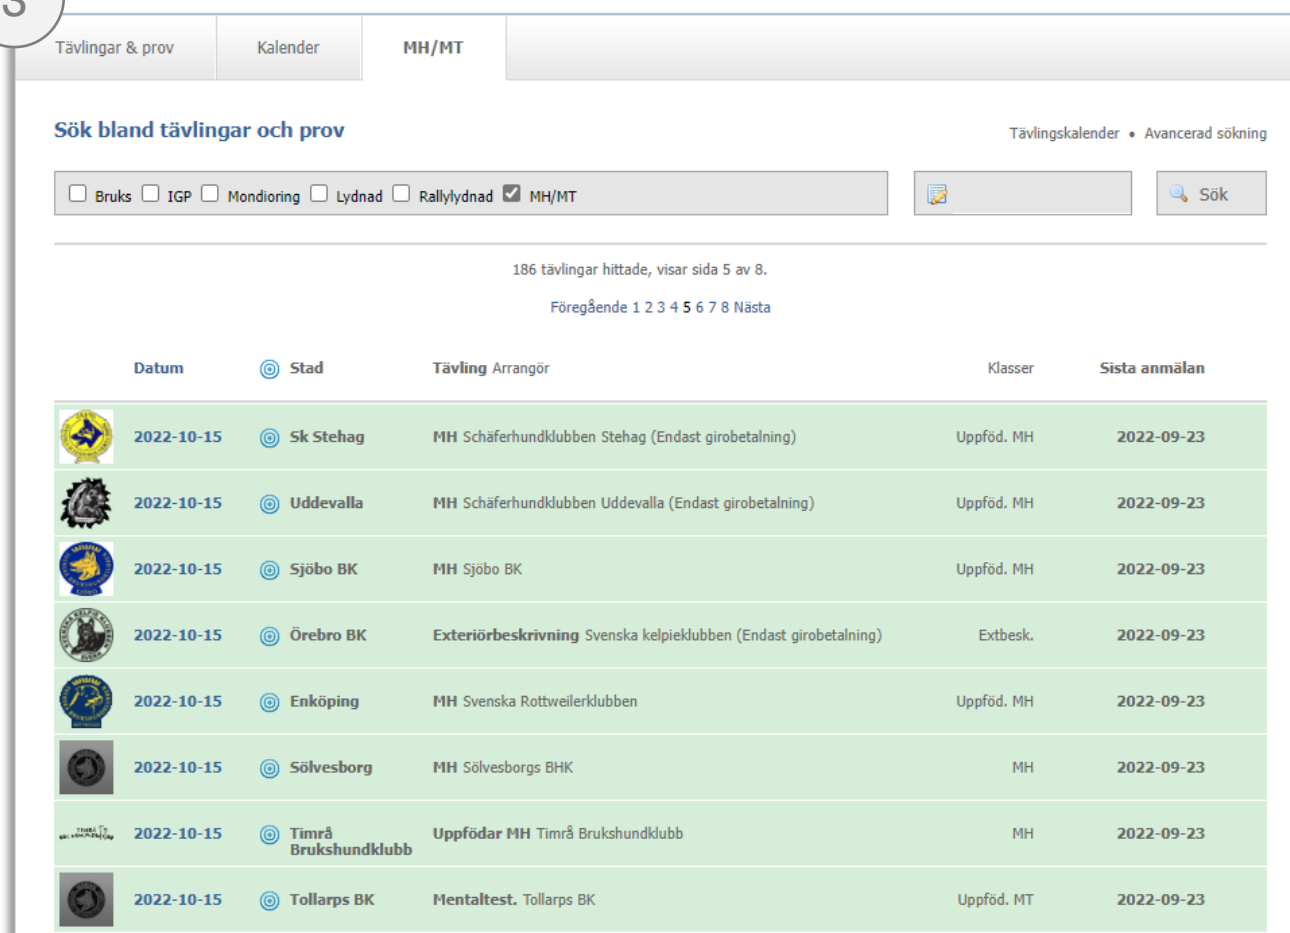 3
Tävlingar & prov Kalender MH/MT
Sök bland tävlingar och prov Tävlingskalender • Avancerad sökning
Bruks IGP Mondioring Lydnad Rallylydnad MH/MT Sök
186 tävlingar hittade, visar sida 5 av 8.
Föregående 1 2 3 4 5 6 7 8 Nästa
Datum Stad Tävling Arrangör Klasser Sista anmälan
2022-10-15 Sk Stehag MH Schäferhundklubben Stehag (Endast girobetalning) Uppföd. MH 2022-09-23
2022-10-15 Uddevalla MH Schäferhundklubben Uddevalla (Endast girobetalning) Uppföd. MH 2022-09-23
2022-10-15 Sjöbo BK MH Sjöbo BK Uppföd. MH 2022-09-23
2022-10-15 Örebro BK Exteriörbeskrivning Svenska kelpieklubben (Endast girobetalning) Extbesk. 2022-09-23
2022-10-15 Enköping MH Svenska Rottweilerklubben Uppföd. MH 2022-09-23
2022-10-15 Sölvesborg MH Sölvesborgs BHK MH 2022-09-23
2022-10-15 Timrå Uppfödar MH Timrå Brukshundklubb MH 2022-09-23
Brukshundklubb
2022-10-15 Tollarps BK Mentaltest. Tollarps BK Uppföd. MT 2022-09-23